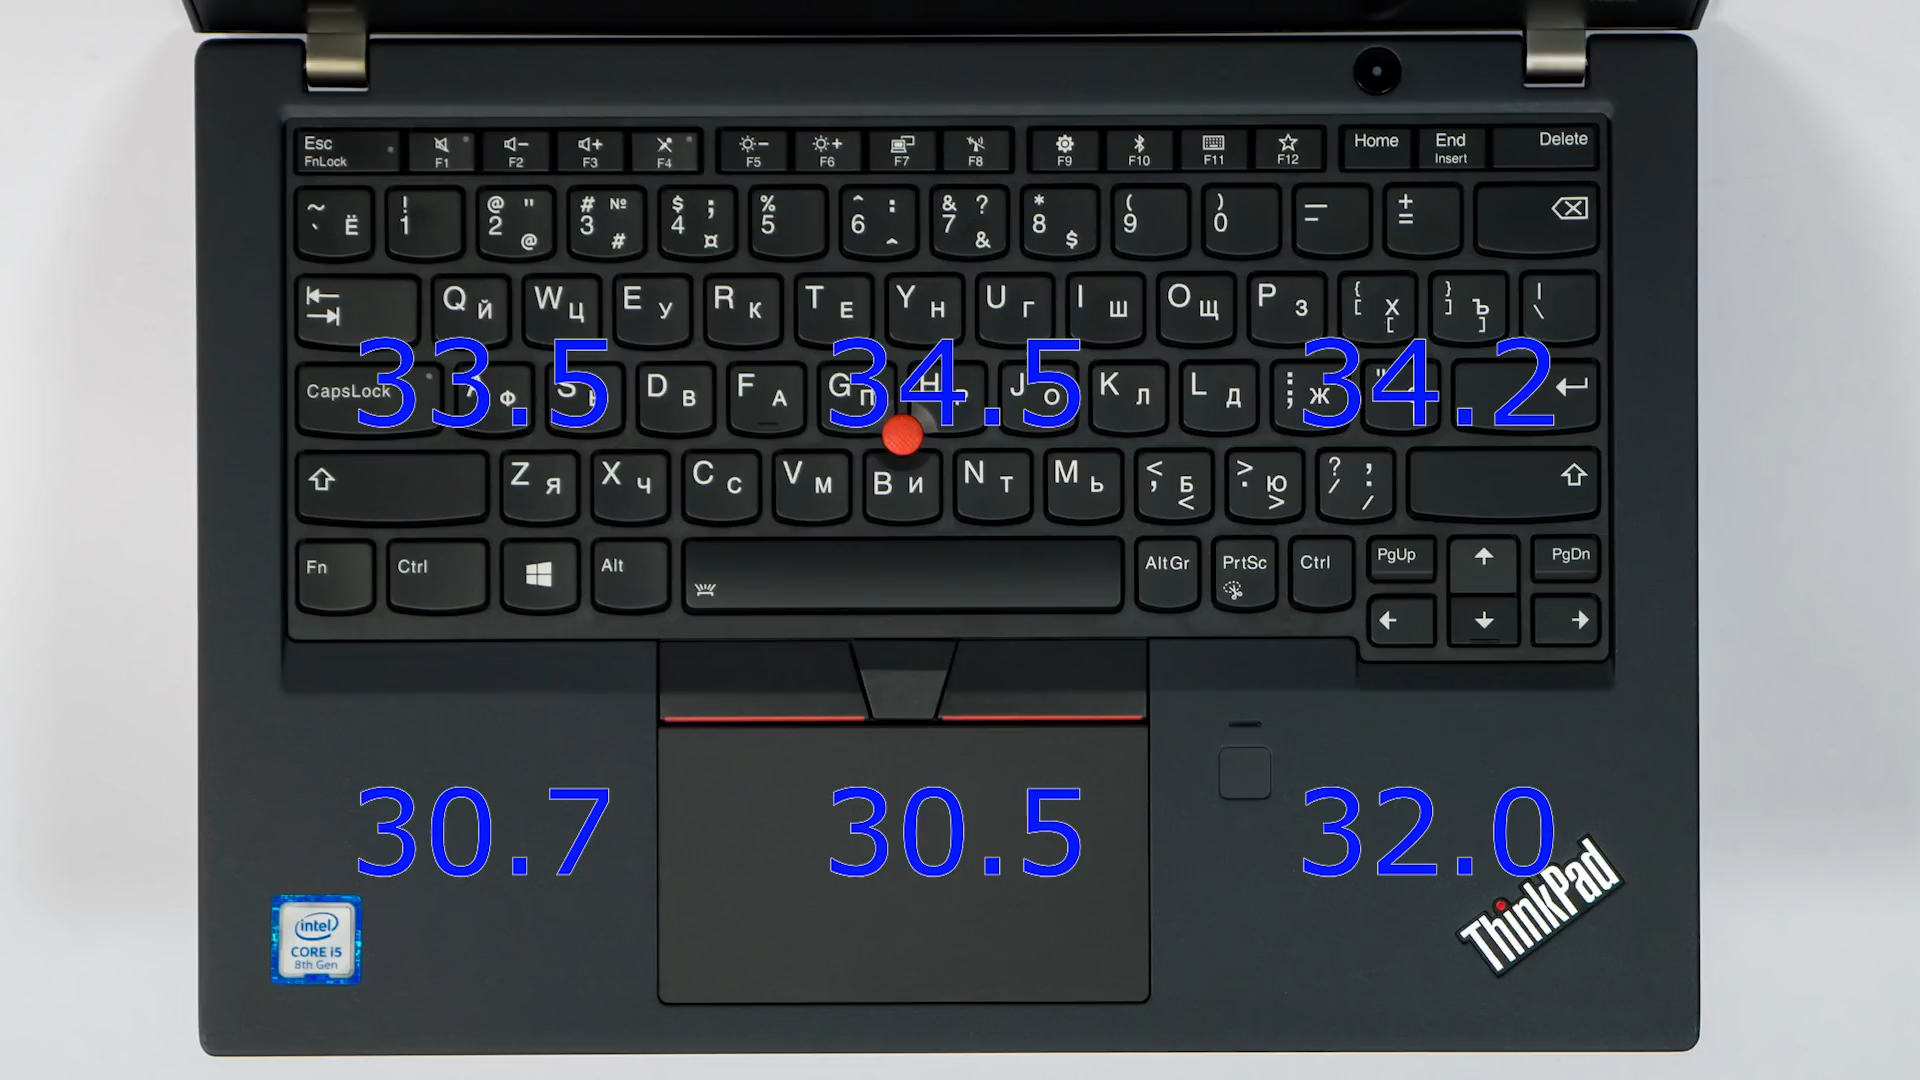 Esc Home End Delete
FnLock F1 F2 F3 F4 F5 F6 F7 F8 F9 F10 F11 F12 Insert
~ ! @ " # № $ ; % ^ : & ? * ( ) — +
` Ё 1 2 @ 3 # 4 ¤ 5 6 ^ 7 & 8 $ 9 0 – =
Q Й W Ц E У R К T Е Y Н U Г I Ш O Щ P З { [ Х [ } ] Ъ ] | \
33.5 34.5 34.2
CapsLock Ф S D В F А G П H Р J О K Л L Д : ; Ж "
Z Я X Ч C С V М B И N Т M Ь < , Б < > . Ю > ? / , : /
Fn Ctrl Alt AltGr PrtSc Ctrl PgUp PgDn
30.7 30.5 32.0
ThinkPad
intel
CORE i5
8th Gen